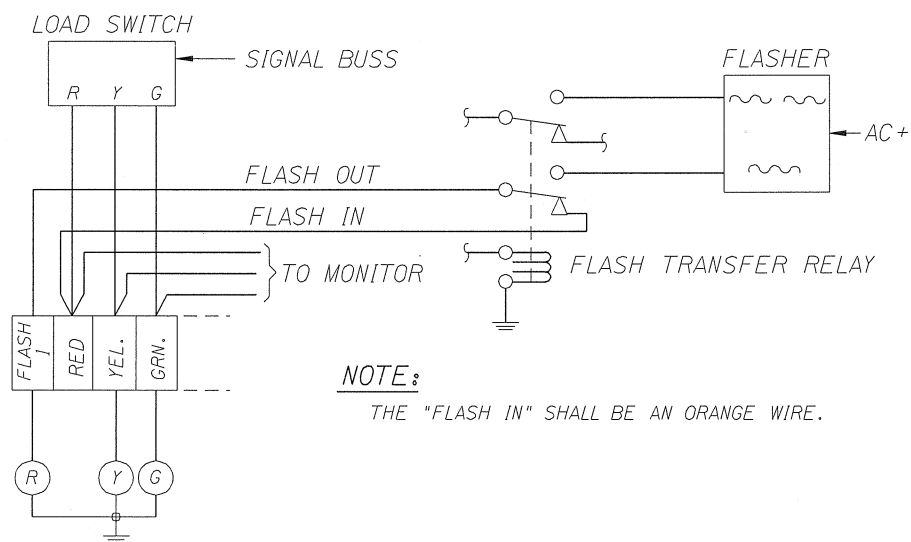 LOAD SWITCH
SIGNAL BUSS
FLASHER
R Y G
AC+
FLASH OUT
FLASH IN
TO MONITOR
FLASH TRANSFER RELAY
FLASH 1
RED
YEL.
GRN.
NOTE:
THE "FLASH IN" SHALL BE AN ORANGE WIRE.
R Y G